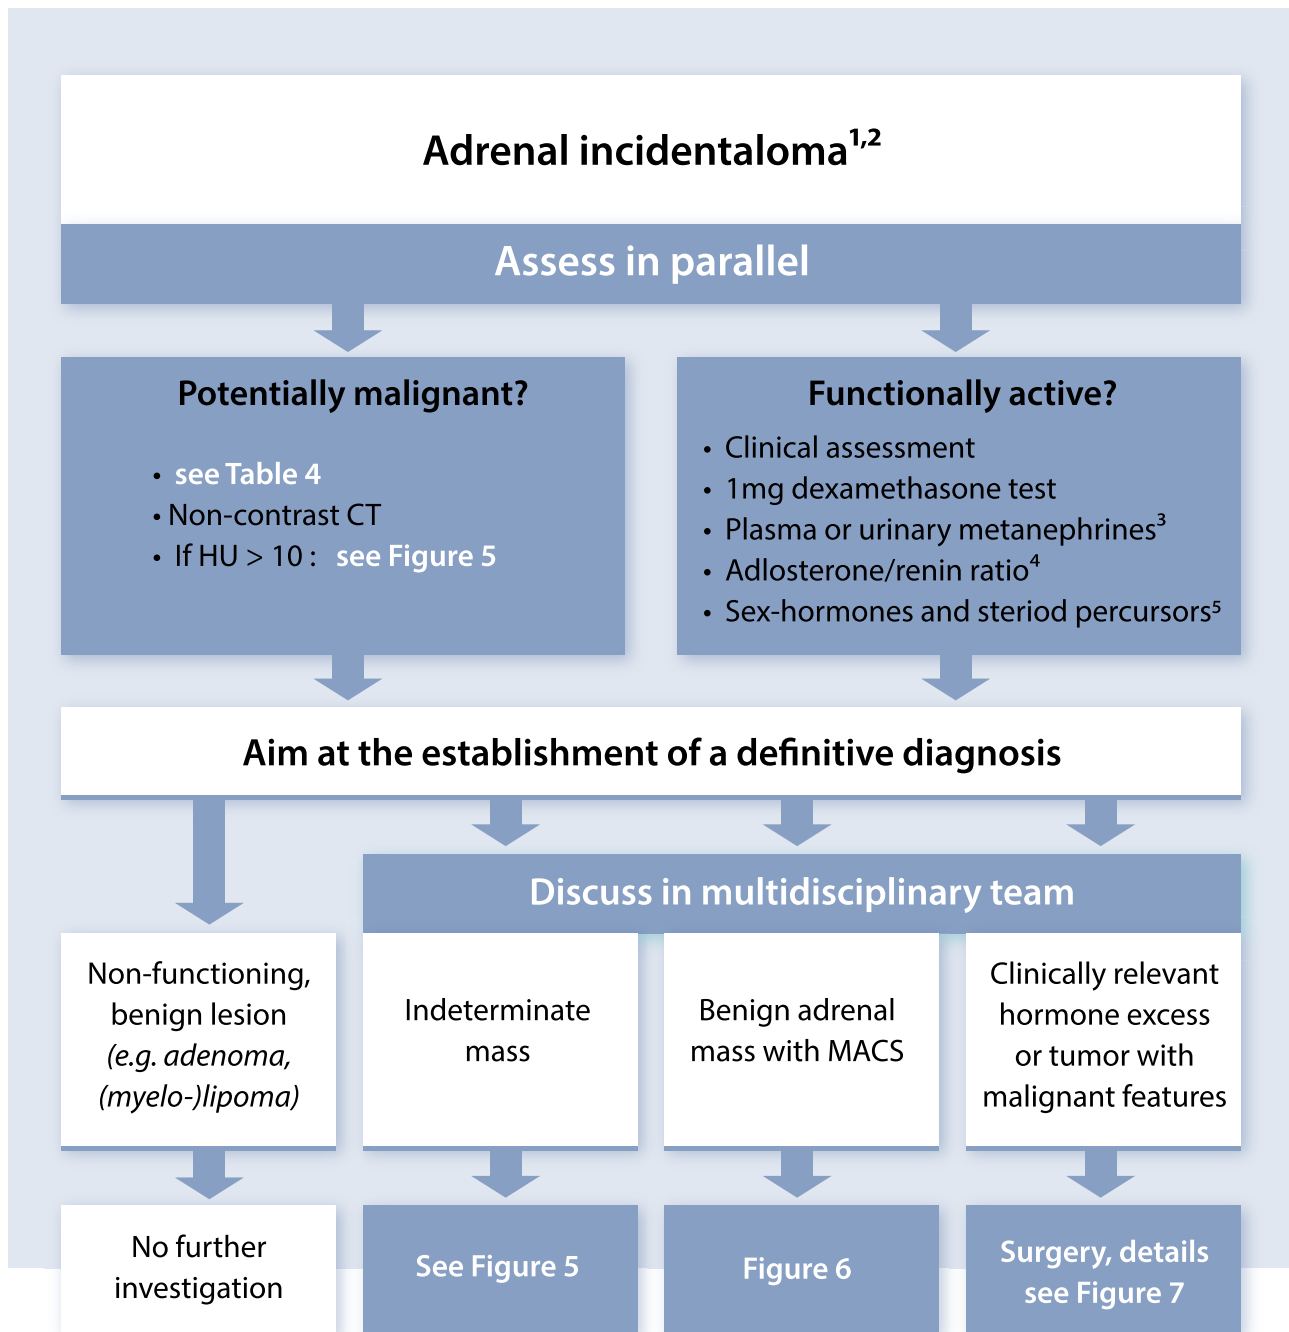 Adrenal incidentaloma¹,²
Assess in parallel
Potentially malignant?
• see Table 4
• Non-contrast CT
• If HU > 10 : see Figure 5
Functionally active?
• Clinical assessment
• 1mg dexamethasone test
• Plasma or urinary metanephrines³
• Adlosterone/renin ratio⁴
• Sex-hormones and steriod percursors⁵
Aim at the establishment of a definitive diagnosis
Discuss in multidisciplinary team
Non-functioning,
benign lesion
(e.g. adenoma,
(myelo-)lipoma)
Indeterminate
mass
Benign adrenal
mass with MACS
Clinically relevant
hormone excess
or tumor with
malignant features
No further
investigation
See Figure 5
Figure 6
Surgery, details
see Figure 7